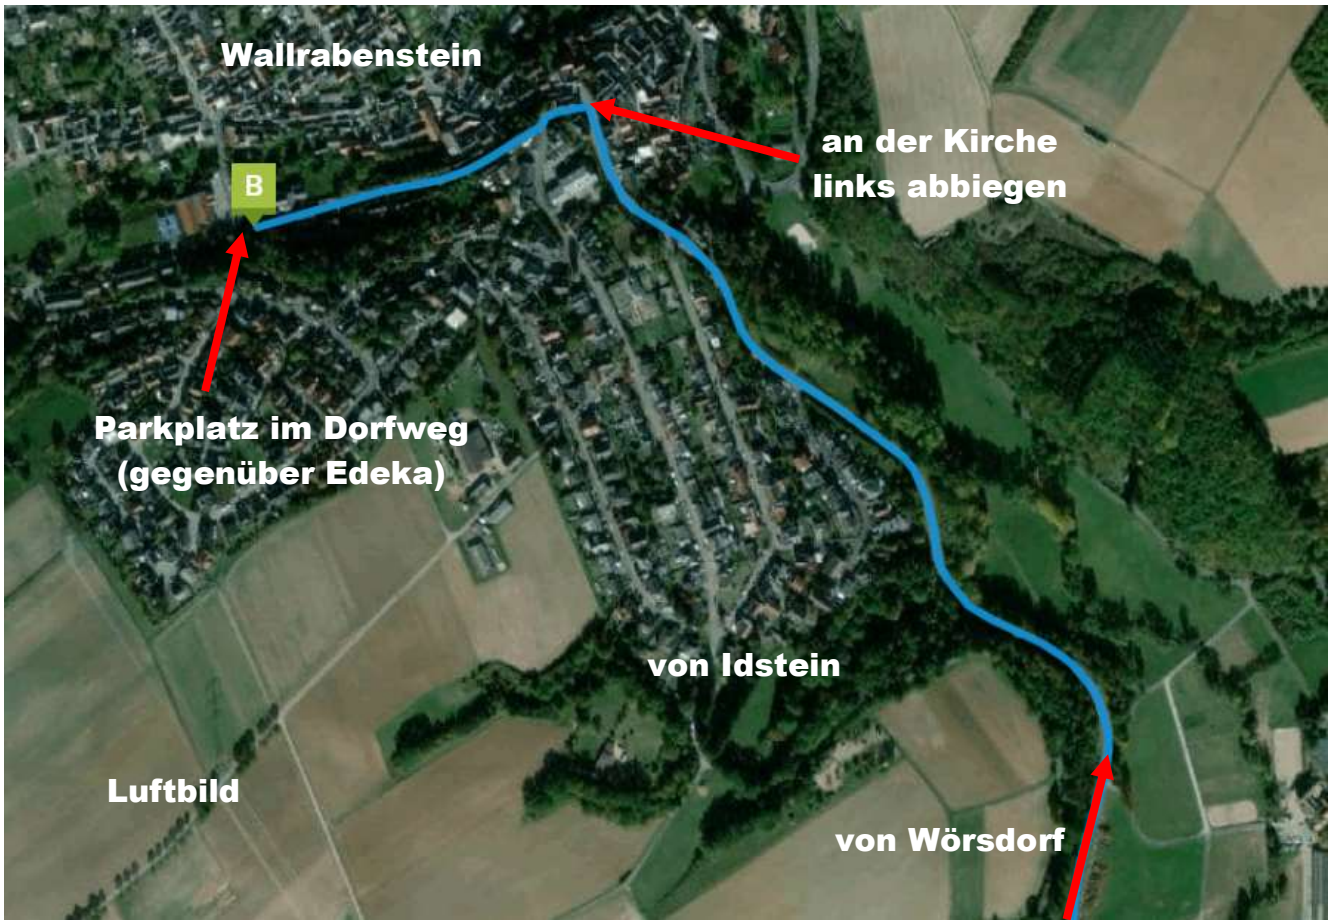 Wallrabenstein
an der Kirche
links abbiegen
B
Parkplatz im Dorfweg
(gegenüber Edeka)
von Idstein
Luftbild
von Wörsdorf